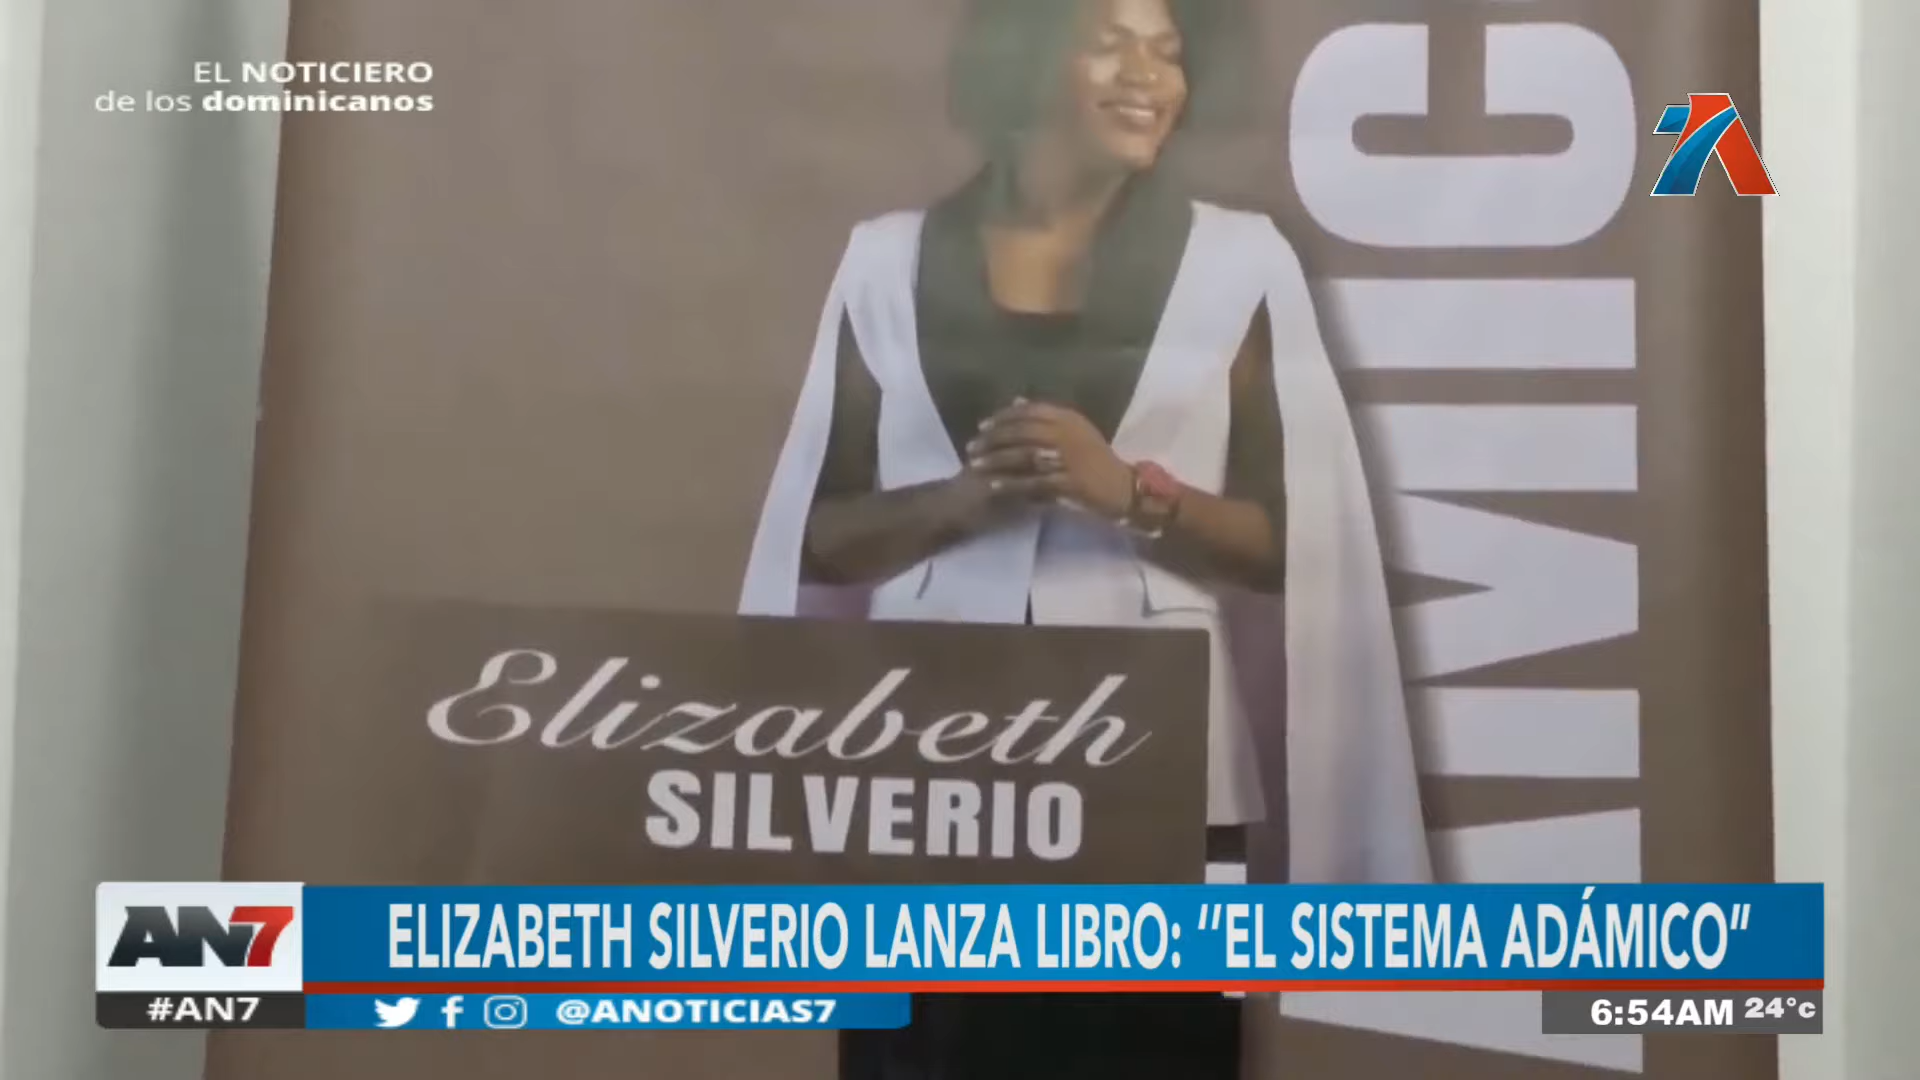 EL NOTICIERO
de los dominicanos
Elizabeth
SILVERIO
AN7
ELIZABETH SILVERIO LANZA LIBRO: “EL SISTEMA ADÁMICO”
#AN7
@ANOTICIAS7
6:54AM 24°c